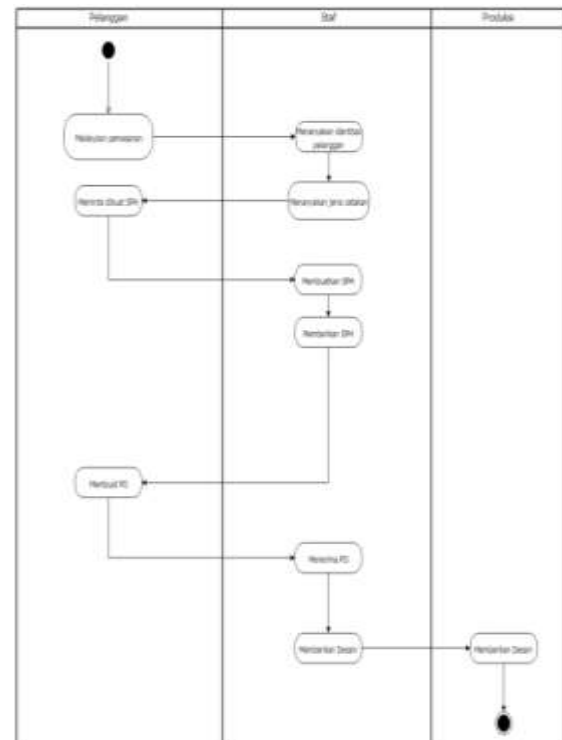 Pelanggan
Staf
Produksi
Melakukan pemesanan
Menanyakan identitas
pelanggan
Meminta dibuat SPH
Menanyakan jenis cetakan
Membuatkan SPH
Memberikan SPH
Membuat PO
Menerima PO
Memberikan Desain
Memberikan Desain